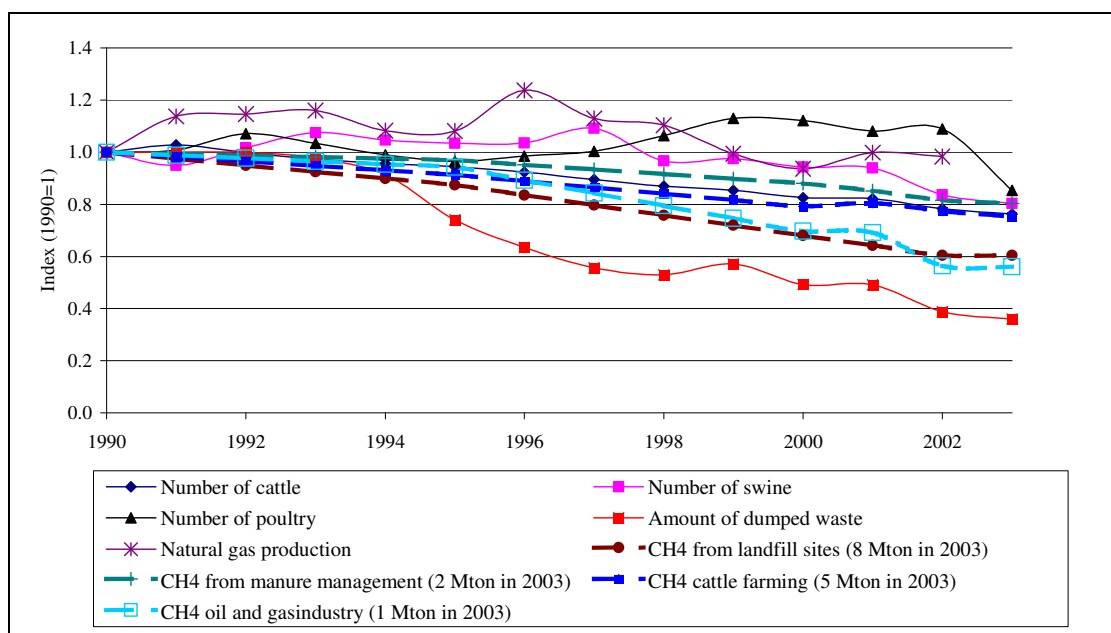 1.4
1.2
1.0
0.8
0.6
0.4
0.2
0.0
Index (1990=1)
1990 1992 1994 1996 1998 2000 2002
Number of cattle Number of swine
Number of poultry Amount of dumped waste
Natural gas production CH4 from landfill sites (8 Mton in 2003)
CH4 from manure management (2 Mton in 2003) CH4 cattle farming (5 Mton in 2003)
CH4 oil and gasindustry (1 Mton in 2003)